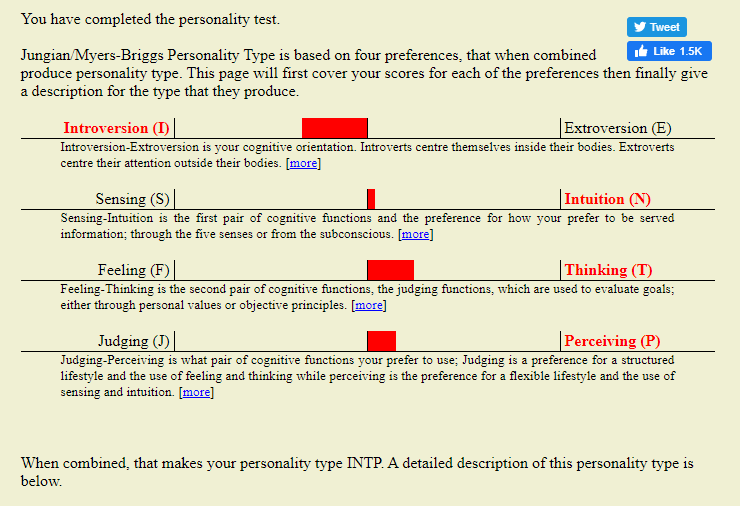 You have completed the personality test.
Tweet
Like 1.5K
Jungian/Myers-Briggs Personality Type is based on four preferences, that when combined
produce personality type. This page will first cover your scores for each of the preferences then finally give
a description for the type that they produce.
Introversion (I) Extroversion (E)
Introversion-Extroversion is your cognitive orientation. Introverts centre themselves inside their bodies. Extroverts
centre their attention outside their bodies. [more]
Sensing (S) Intuition (N)
Sensing-Intuition is the first pair of cognitive functions and the preference for how your prefer to be served
information; through the five senses or from the subconscious. [more]
Feeling (F) Thinking (T)
Feeling-Thinking is the second pair of cognitive functions, the judging functions, which are used to evaluate goals;
either through personal values or objective principles. [more]
Judging (J) Perceiving (P)
Judging-Perceiving is what pair of cognitive functions your prefer to use; Judging is a preference for a structured
lifestyle and the use of feeling and thinking while perceiving is the preference for a flexible lifestyle and the use of
sensing and intuition. [more]
When combined, that makes your personality type INTP. A detailed description of this personality type is
below.